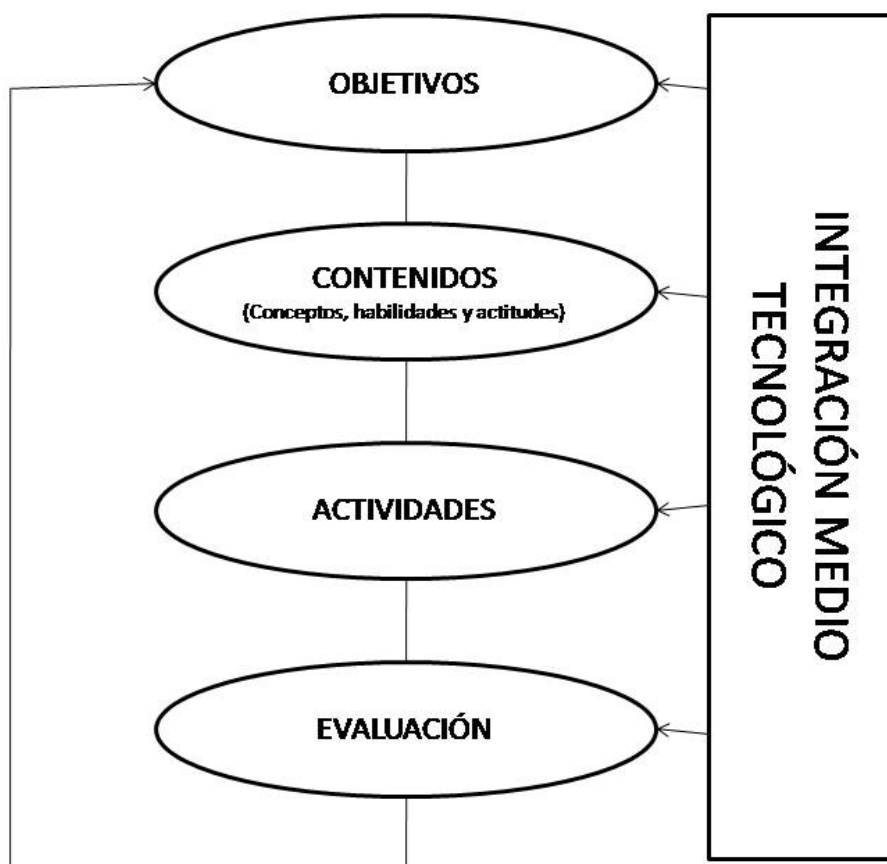 OBJETIVOS
CONTENIDOS
(Conceptos, habilidades y actitudes)
ACTIVIDADES
EVALUACIÓN
INTEGRACIÓN MEDIO
TECNOLÓGICO